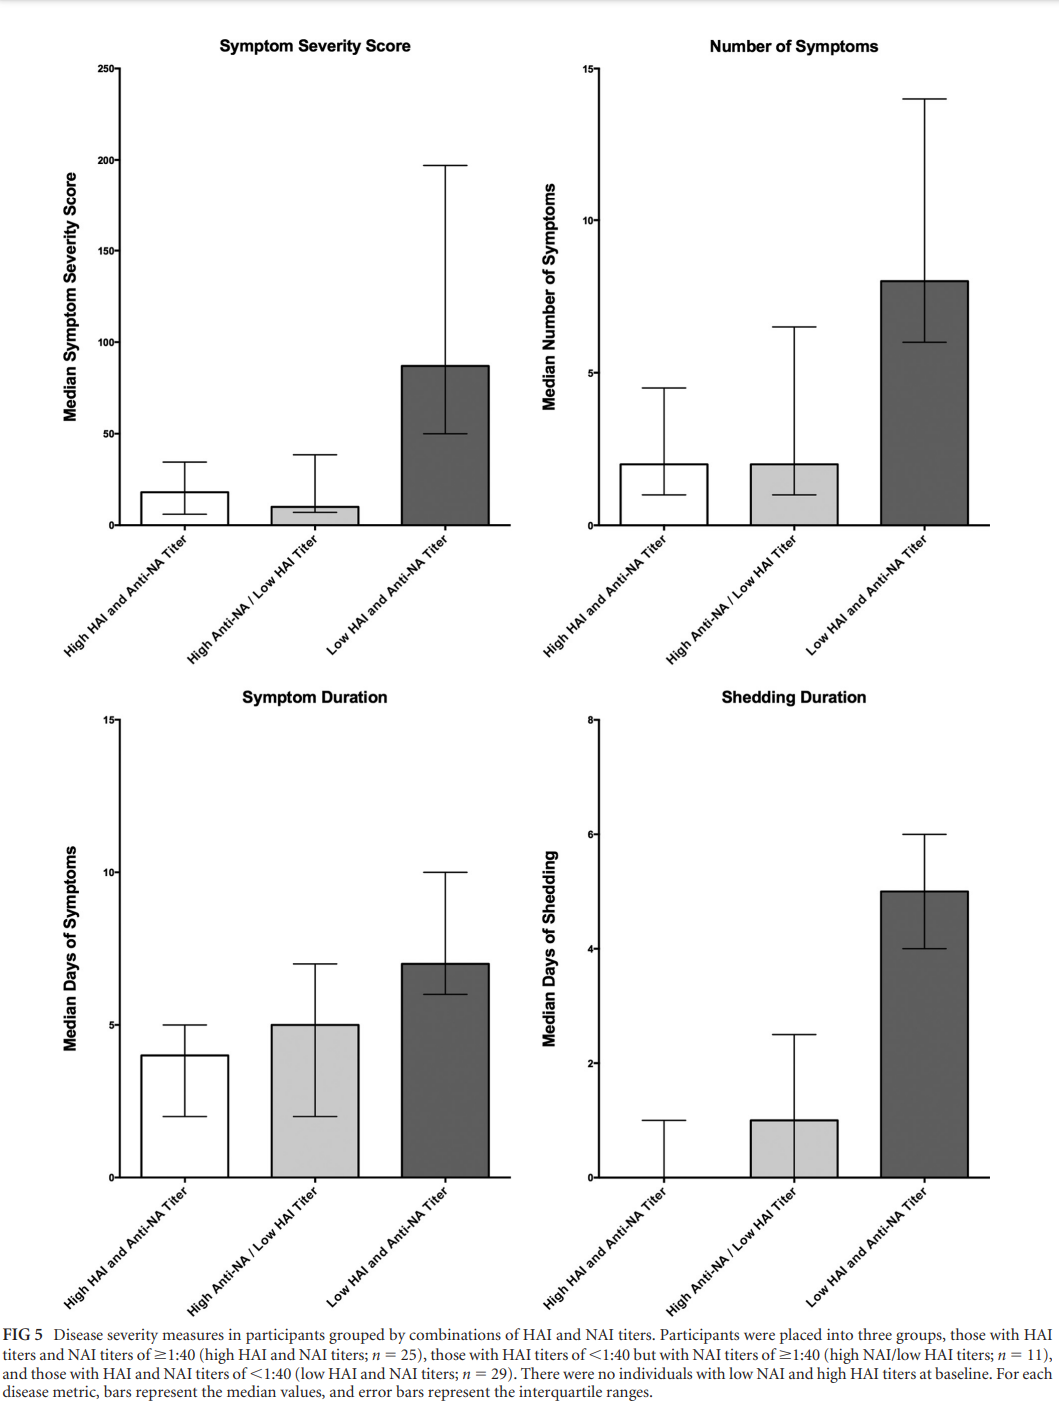 Symptom Severity Score
Median Symptom Severity Score
250
200
150
100
50
0
High HAI and Anti-NA Titer
High Anti-NA / Low HAI Titer
Low HAI and Anti-NA Titer
Number of Symptoms
Median Number of Symptoms
15
10
5
0
High HAI and Anti-NA Titer
High Anti-NA / Low HAI Titer
Low HAI and Anti-NA Titer
Symptom Duration
Median Days of Symptoms
15
10
5
0
High HAI and Anti-NA Titer
High Anti-NA / Low HAI Titer
Low HAI and Anti-NA Titer
Shedding Duration
Median Days of Shedding
8
6
4
2
0
High HAI and Anti-NA Titer
High Anti-NA / Low HAI Titer
Low HAI and Anti-NA Titer
FIG 5 Disease severity measures in participants grouped by combinations of HAI and NAI titers. Participants were placed into three groups, those with HAI
titers and NAI titers of ≥1:40 (high HAI and NAI titers; n = 25), those with HAI titers of <1:40 but with NAI titers of ≥1:40 (high NAI/low HAI titers; n = 11),
and those with HAI and NAI titers of <1:40 (low HAI and NAI titers; n = 29). There were no individuals with low NAI and high HAI titers at baseline. For each
disease metric, bars represent the median values, and error bars represent the interquartile ranges.